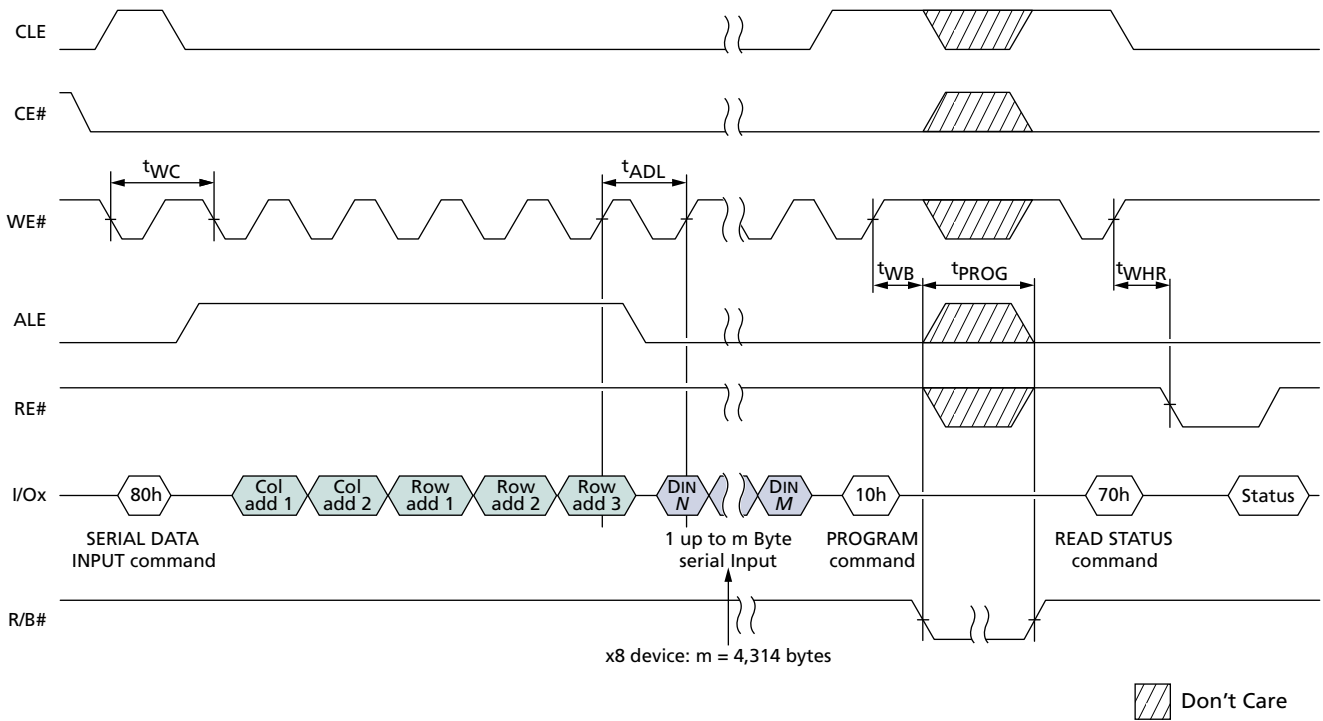 CLE
CE#
tWC
tADL
WE#
tWB
tPROG
tWHR
ALE
RE#
I/Ox
80h
Col
add 1
Col
add 2
Row
add 1
Row
add 2
Row
add 3
DIN
N
DIN
M
10h
70h
Status
SERIAL DATA
INPUT command
1 up to m Byte
serial Input
PROGRAM
command
READ STATUS
command
R/B#
x8 device: m = 4,314 bytes
Don't Care